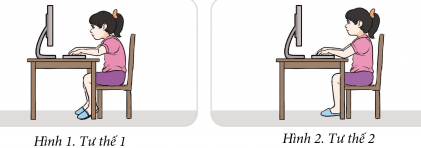 Hình 1. Tư thế 1
Hình 2. Tư thế 2